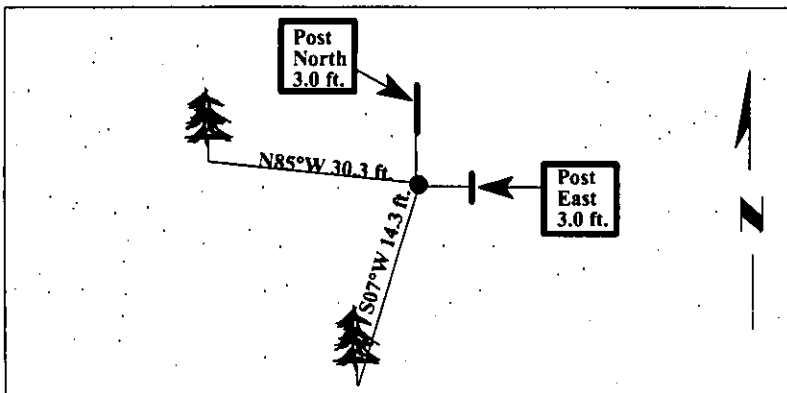 Post
North
3.0 ft.
N85°W 30.3 ft.
Post
East
3.0 ft.
S07°W 14.3 ft.
N